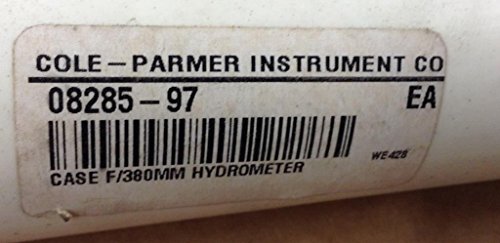 COLE-PARMER INSTRUMENT CO
08285-97 EA
WE428
CASE F/380MM HYDROMETER